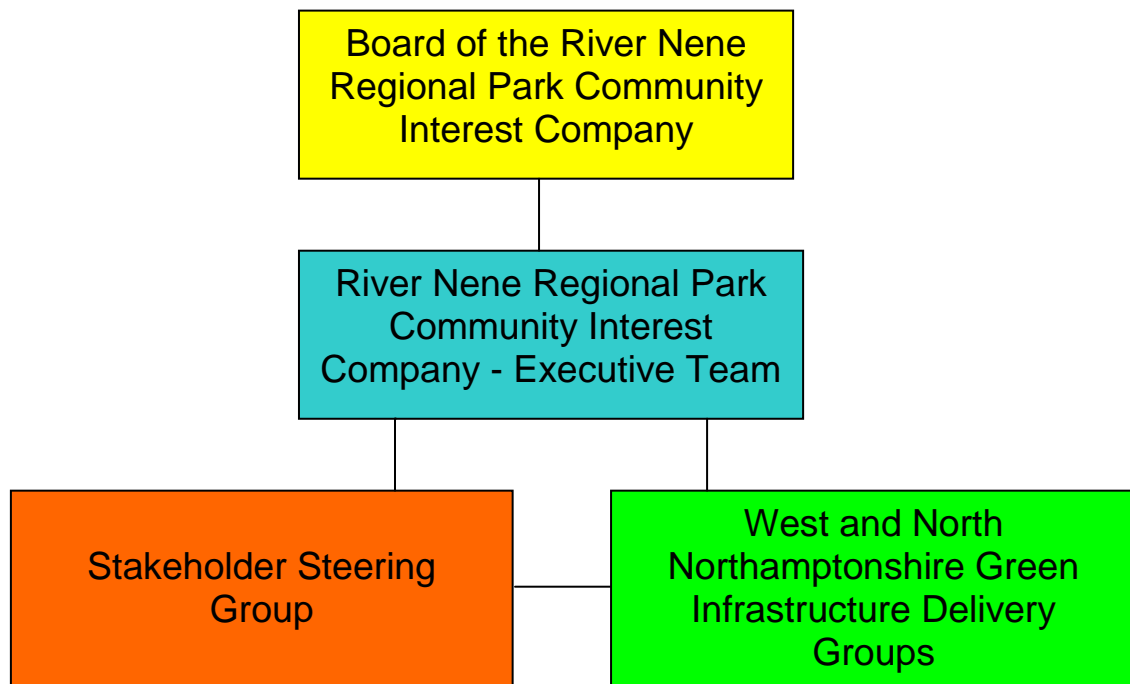 Board of the River Nene
Regional Park Community
Interest Company
River Nene Regional Park
Community Interest
Company - Executive Team
Stakeholder Steering
Group
West and North
Northamptonshire Green
Infrastructure Delivery
Groups